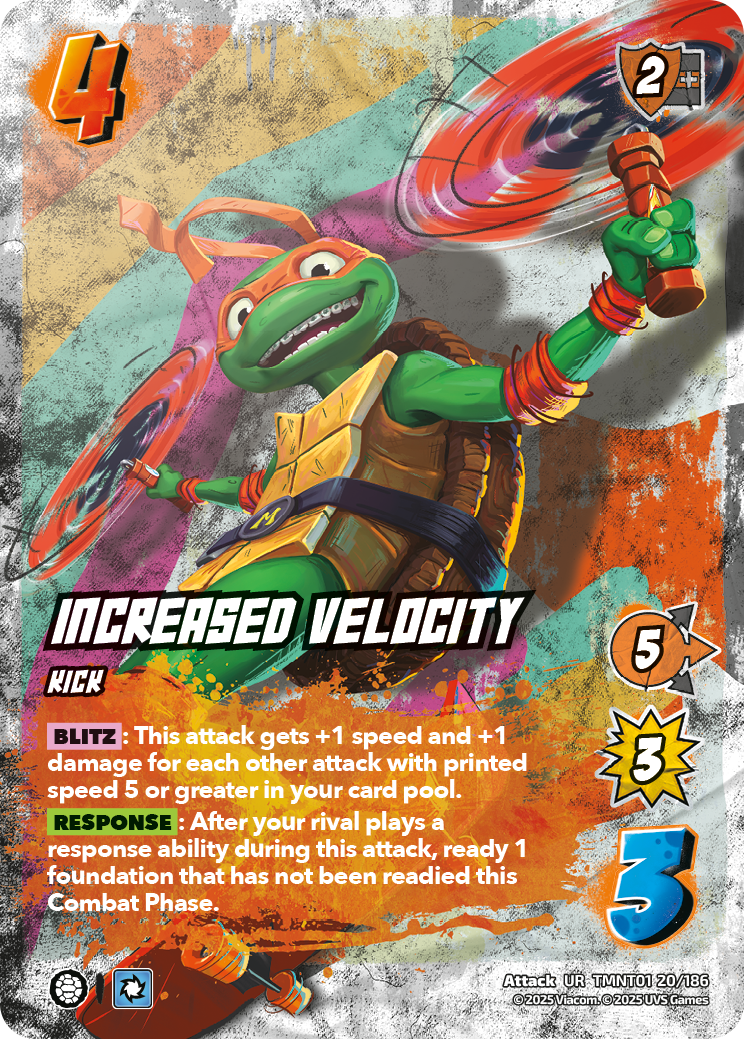 4
2
M
INCREASED VELOCITY
KICK
5
3
3
BLITZ : This attack gets +1 speed and +1
damage for each other attack with printed
speed 5 or greater in your card pool.
RESPONSE : After your rival plays a
response ability during this attack, ready 1
foundation that has not been readied this
Combat Phase.
Attack UR TMNT01 20/186
© 2025 Viacom. © 2025 UVS Games